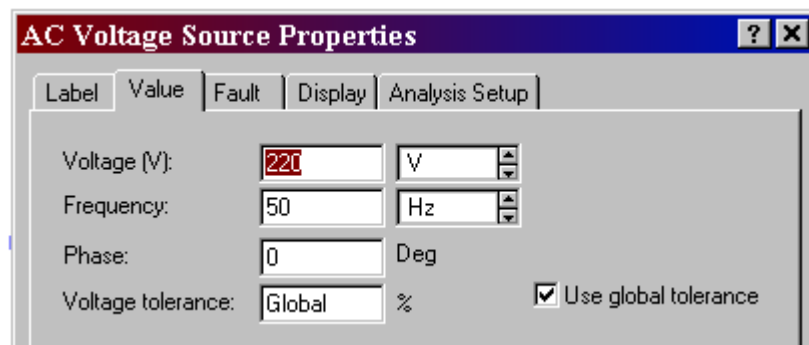 AC Voltage Source Properties ? X
Label Value Fault Display Analysis Setup
Voltage (V): 220 V
Frequency: 50 Hz
Phase: 0 Deg
Voltage tolerance: Global % Use global tolerance